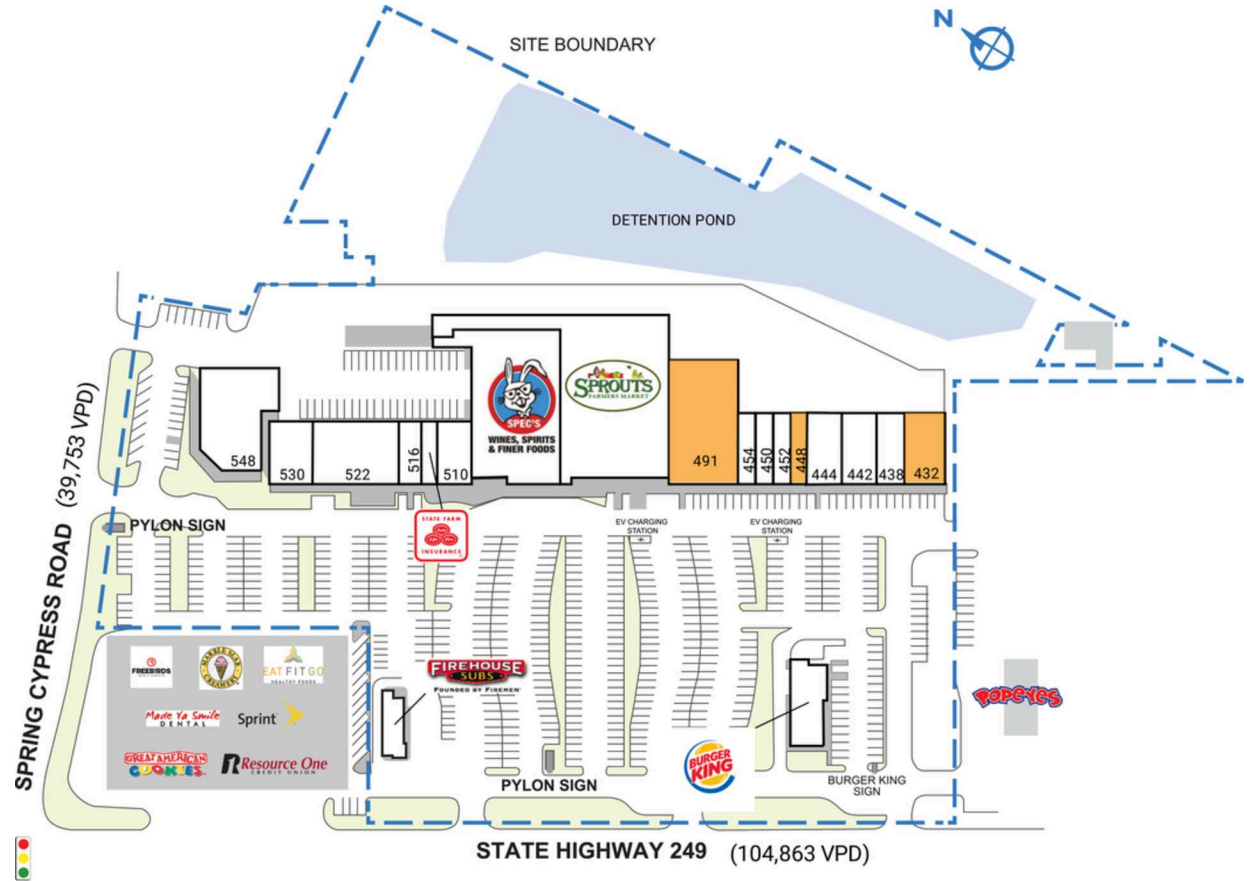 N
SITE BOUNDARY
DETENTION POND
SPRING CYPRESS ROAD (39,753 VPD)
SPEC'S
WINES, SPIRITS
& FINER FOODS
SPROUTS
FARMERS MARKET
548
530
522
516
510
491
454
450
452
448
444
442
438
432
PYLON SIGN
STATE FARM
INSURANCE
EV CHARGING
STATION
EV CHARGING
STATION
FREEBIRDS
MARBLE SLAB
CREAMERY
EAT FIT GO
HEALTHY FOODS
Made Ya Smile
DENTAL
Sprint
GREAT AMERICAN
COOKIES
Resource One
CREDIT UNION
FIREHOUSE
SUBS
FOUNDED BY FIREMEN
BURGER
KING
POPEYES
PYLON SIGN
BURGER KING
SIGN
STATE HIGHWAY 249 (104,863 VPD)